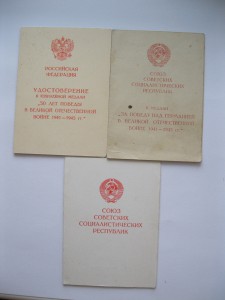 РОССИЙСКАЯ
ФЕДЕРАЦИЯ
УДОСТОВЕРЕНИЕ
К ЮБИЛЕЙНОЙ МЕДАЛИ
„50 ЛЕТ ПОБЕДЫ
В ВЕЛИКОЙ ОТЕЧЕСТВЕННОЙ
ВОЙНЕ 1941—1945 гг."
СОЮЗ
СОВЕТСКИХ
СОЦИАЛИСТИЧЕСКИХ
РЕСПУБЛИК
К МЕДАЛИ
„ЗА ПОБЕДУ НАД ГЕРМАНИЕЙ
В ВЕЛИКОЙ ОТЕЧЕСТВЕННОЙ
ВОЙНЕ 1941—1945 гг."
СОЮЗ
СОВЕТСКИХ
СОЦИАЛИСТИЧЕСКИХ
РЕСПУБЛИК